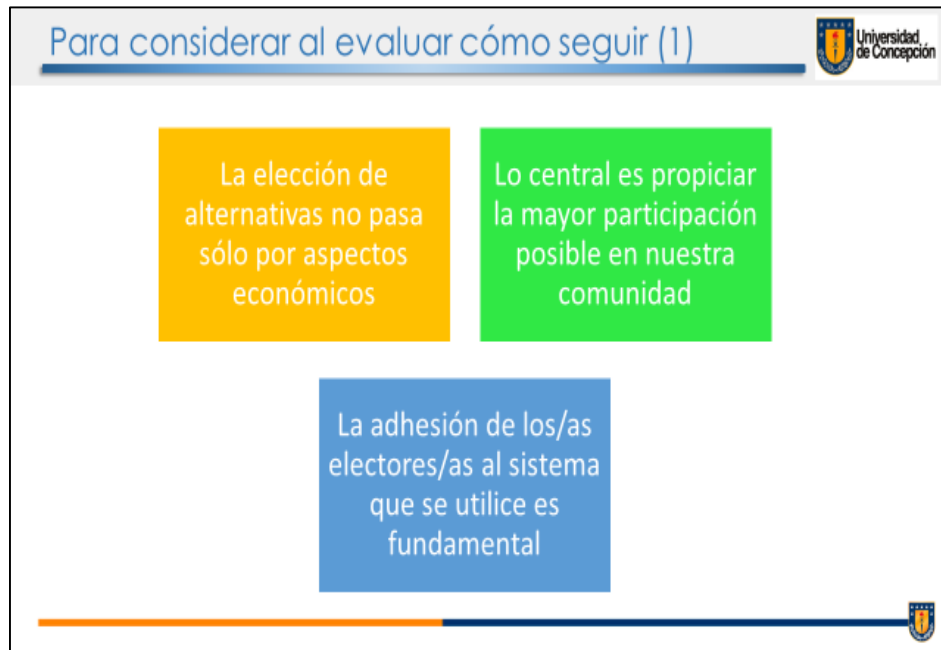 Para considerar al evaluar cómo seguir (1)
Universidad
de Concepción
La elección de
alternativas no pasa
sólo por aspectos
económicos
Lo central es propiciar
la mayor participación
posible en nuestra
comunidad
La adhesión de los/as
electores/as al sistema
que se utilice es
fundamental